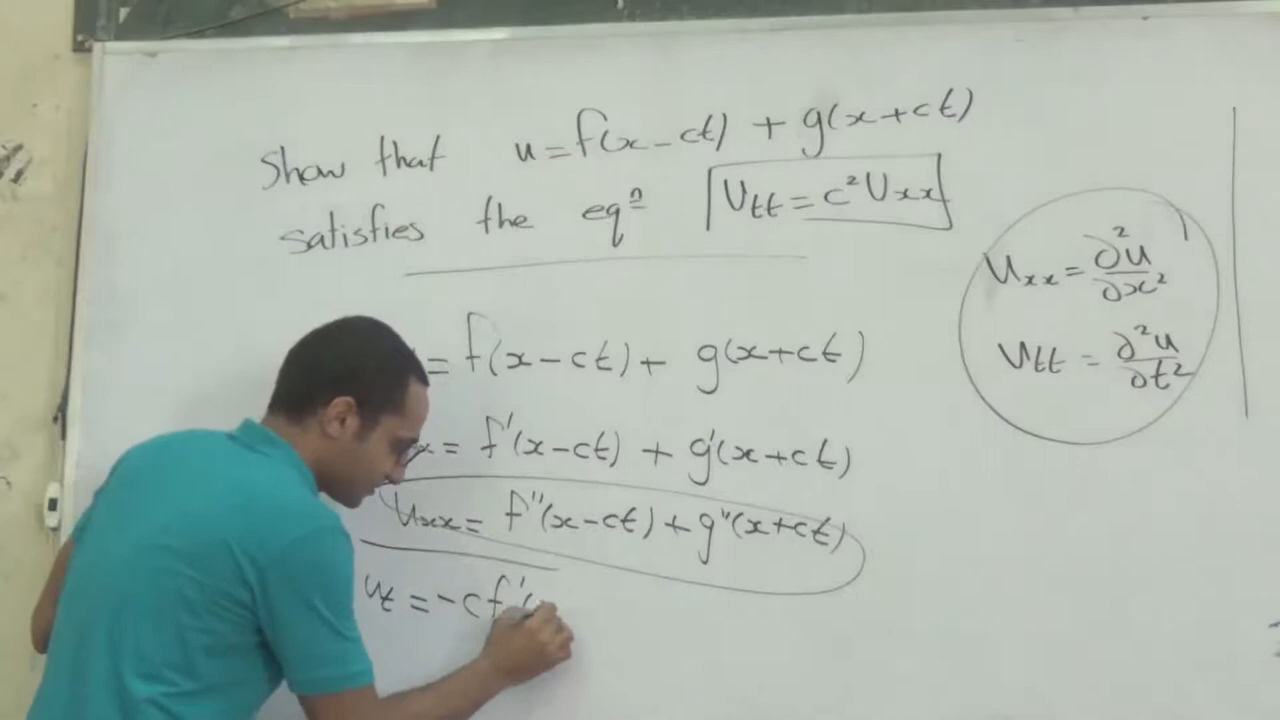 Show that u = f(x - ct) + g(x + ct)
satisfies the eqⁿ Utt = c² Uxx
Uxx = ∂²u/∂x²
Utt = ∂²u/∂t²
= f(x - ct) + g(x + ct)
x = f'(x - ct) + g'(x + ct)
Uxx = f''(x - ct) + g''(x + ct)
Ut = -c f'(